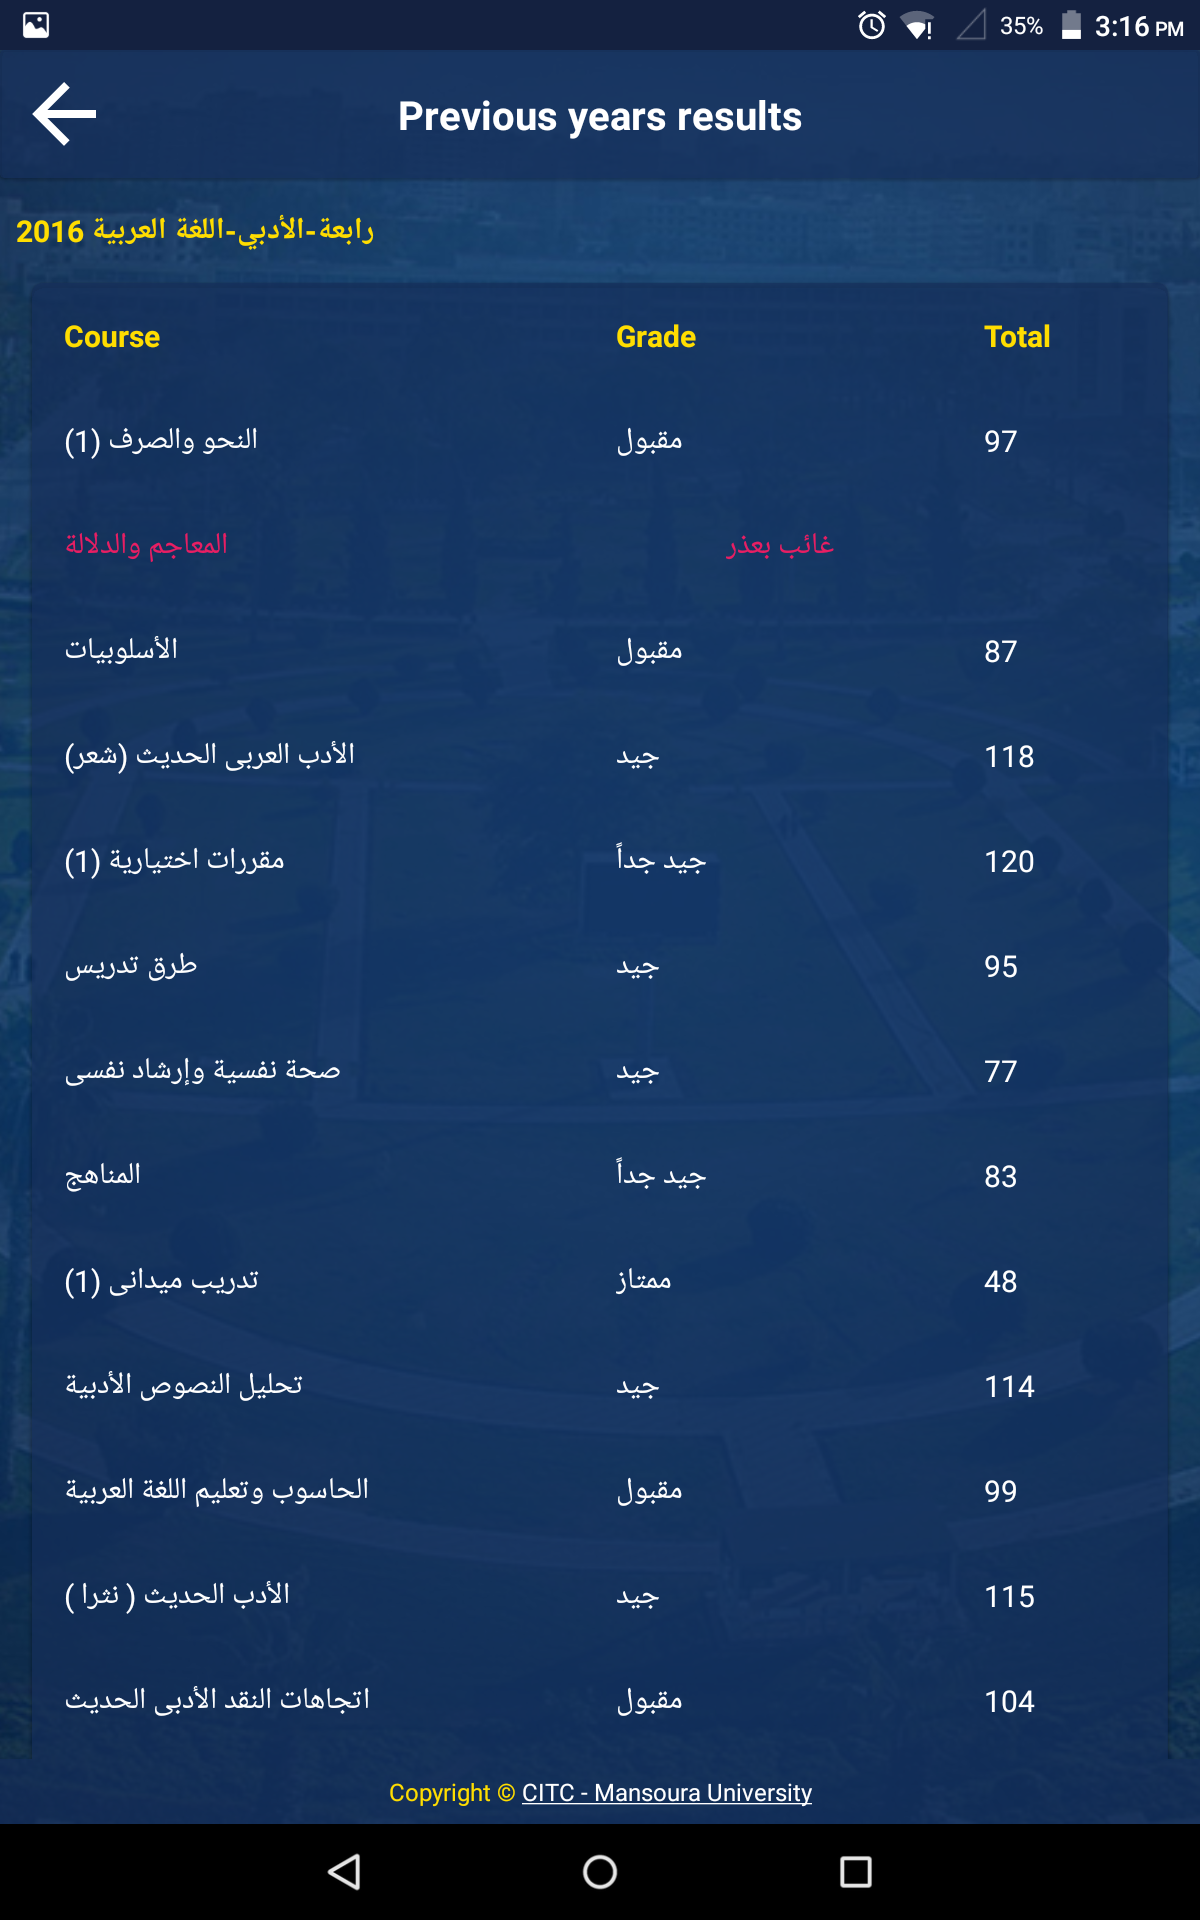 35% 3:16 PM
Previous years results
رابعة-الأدبي-اللغة العربية 2016
Course Grade Total
النحو والصرف (1) مقبول 97
المعاجم والدلالة غائب بعذر
الأسلوبيات مقبول 87
الأدب العربى الحديث (شعر) جيد 118
مقررات اختيارية (1) جيد جداً 120
طرق تدريس جيد 95
صحة نفسية وإرشاد نفسى جيد 77
المناهج جيد جداً 83
تدريب ميدانى (1) ممتاز 48
تحليل النصوص الأدبية جيد 114
الحاسوب وتعليم اللغة العربية مقبول 99
الأدب الحديث ( نثرا ) جيد 115
اتجاهات النقد الأدبى الحديث مقبول 104
Copyright © CITC - Mansoura University